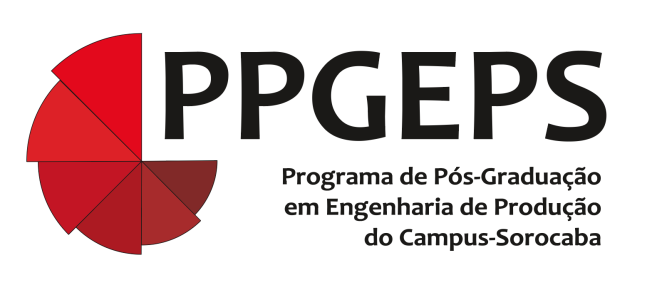 PPGEPS
Programa de Pós-Graduação
em Engenharia de Produção
do Campus-Sorocaba